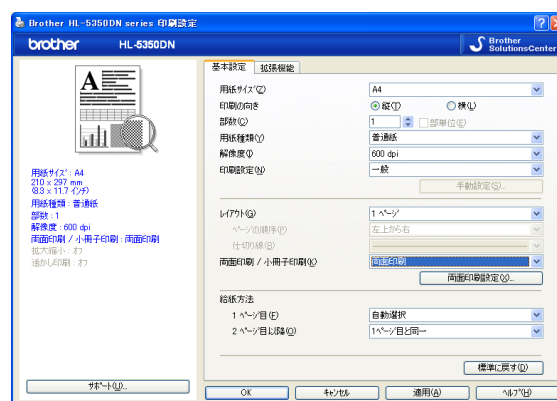 Brother HL-5350DN series 印刷設定
brother HL-5350DN
Brother
SolutionsCenter
基本設定 拡張機能
用紙サイズ(Z) A4
印刷の向き 縦(T) 横(L)
部数(C) 1 部単位(E)
用紙種類(Y) 普通紙
解像度(I) 600 dpi
印刷設定(N) 一般
手動設定(S)...
レイアウト(G) 1 ページ
ページの順序(P) 左上から右
仕切り線(B)
両面印刷 / 小冊子印刷(K) 両面印刷
両面印刷設定(X)...
給紙方法
1 ページ目(F) 自動選択
2 ページ目以降(O) 1ページ目と同一
標準に戻す(D)
A
用紙サイズ : A4
210 x 297 mm
(8.3 x 11.7 インチ)
用紙種類 : 普通紙
部数 : 1
解像度 : 600 dpi
両面印刷 / 小冊子印刷 : 両面印刷
拡大縮小 : オフ
透かし印刷 : オフ
サポート(U)...
OK キャンセル 適用(A) ヘルプ(H)